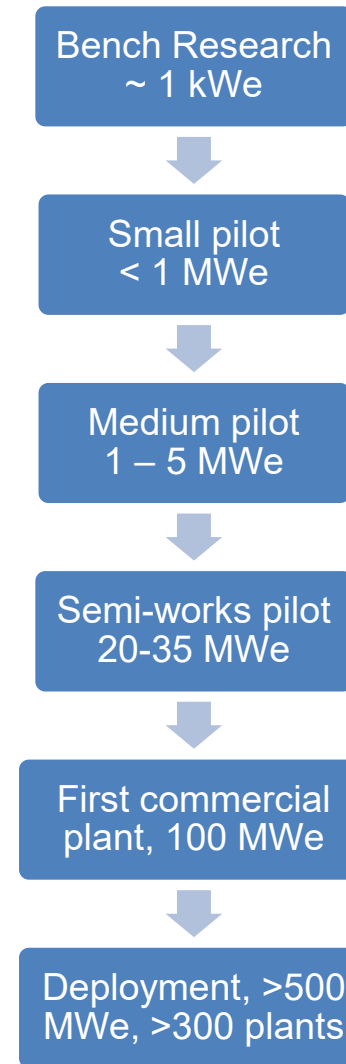 Bench Research
~ 1 kWe
Small pilot
< 1 MWe
Medium pilot
1 – 5 MWe
Semi-works pilot
20-35 MWe
First commercial
plant, 100 MWe
Deployment, >500
MWe, >300 plants